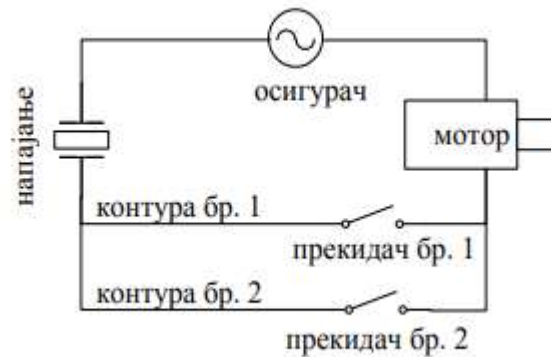 осигурач
напајање
мотор
контура бр. 1
прекидач бр. 1
контура бр. 2
прекидач бр. 2